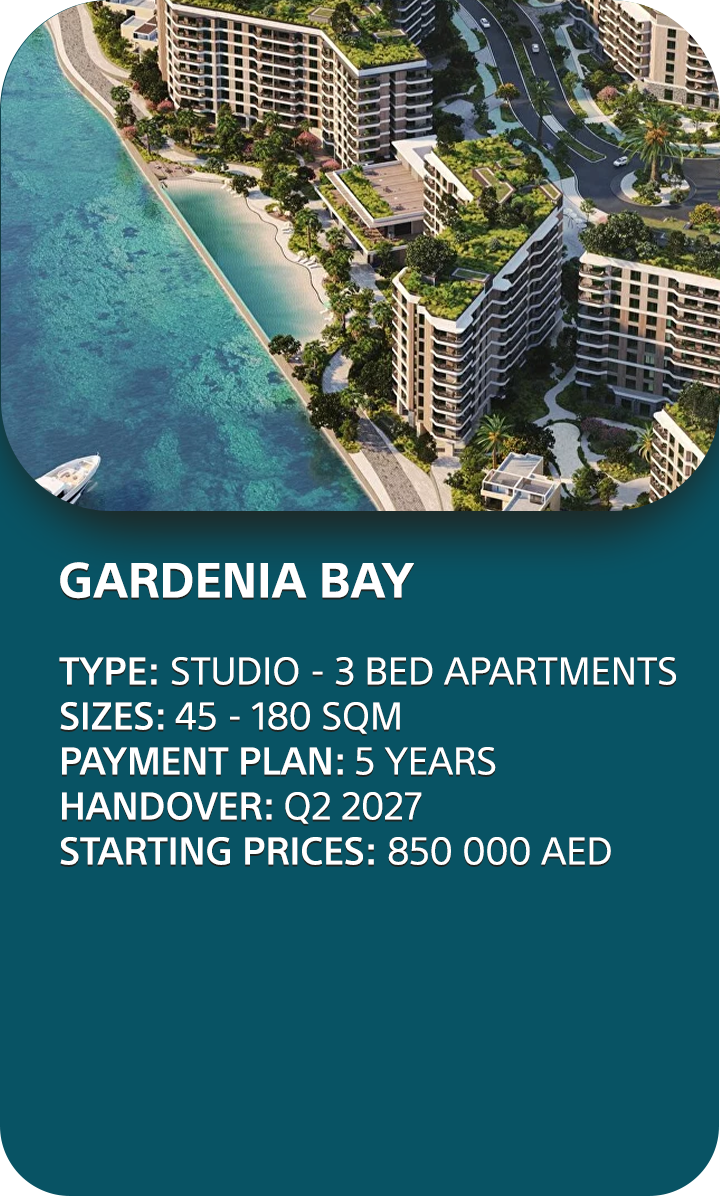 GARDENIA BAY
TYPE: STUDIO - 3 BED APARTMENTS
SIZES: 45 - 180 SQM
PAYMENT PLAN: 5 YEARS
HANDOVER: Q2 2027
STARTING PRICES: 850 000 AED